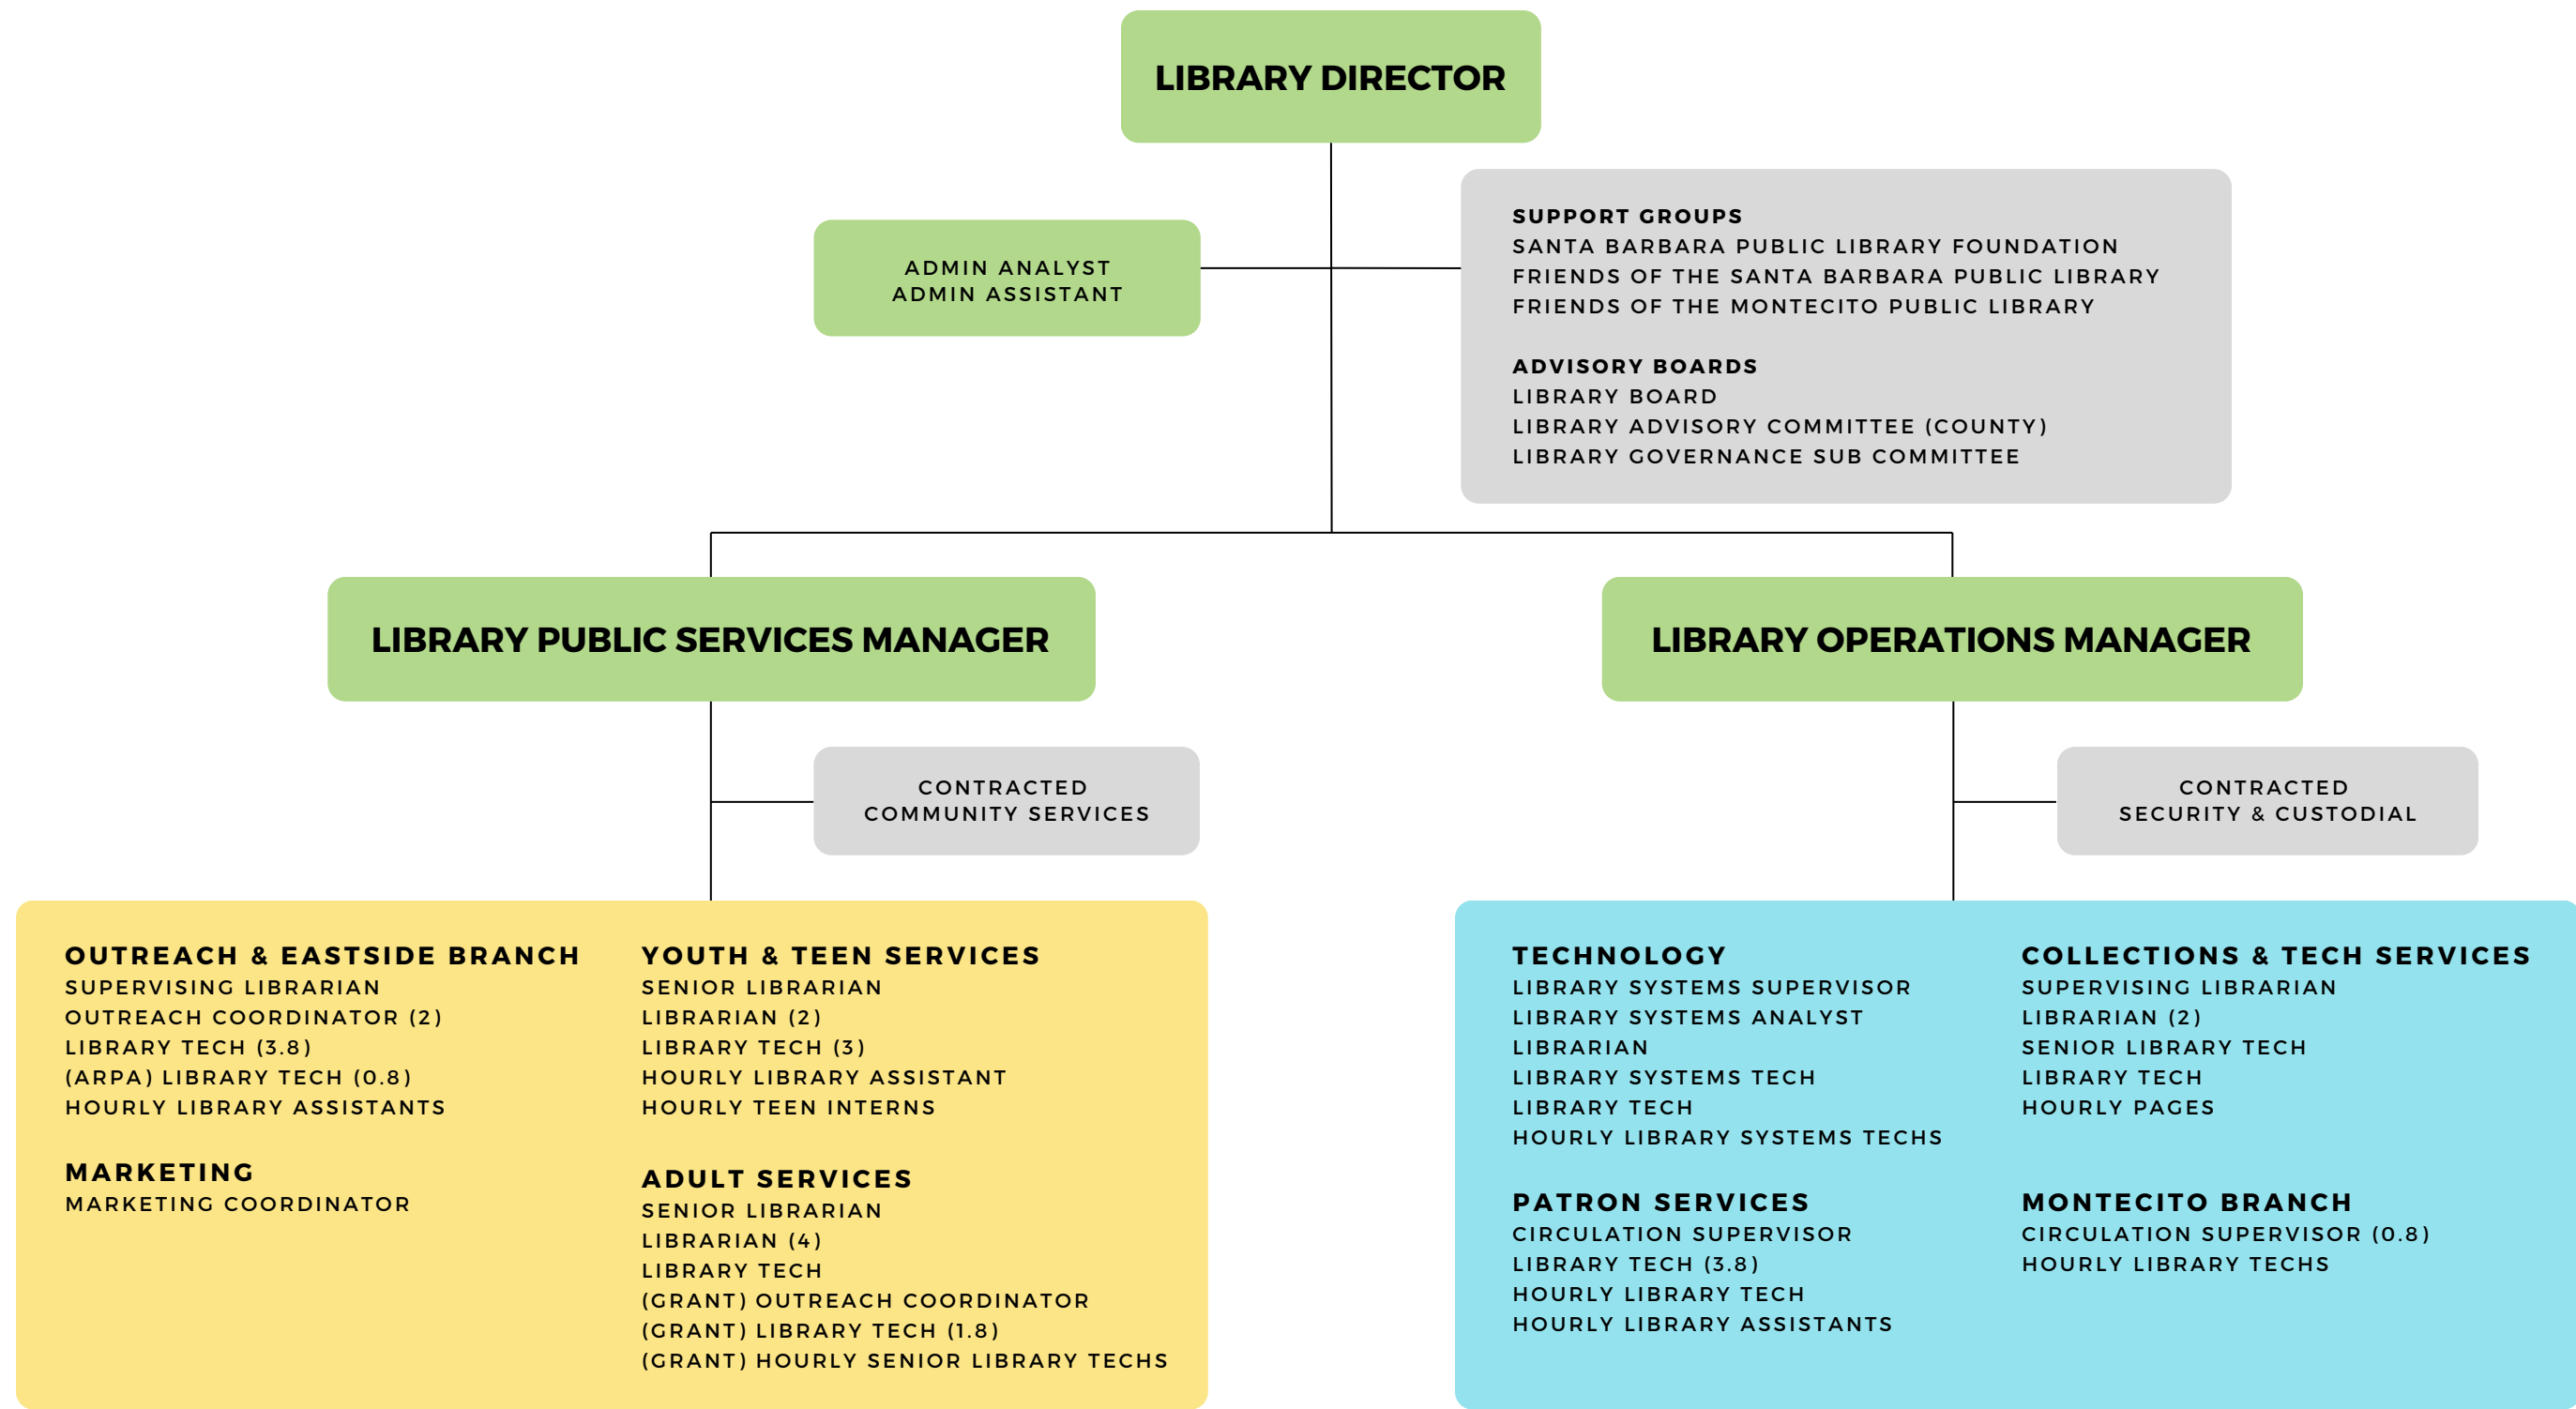 LIBRARY DIRECTOR
ADMIN ANALYST
ADMIN ASSISTANT
SUPPORT GROUPS
SANTA BARBARA PUBLIC LIBRARY FOUNDATION
FRIENDS OF THE SANTA BARBARA PUBLIC LIBRARY
FRIENDS OF THE MONTECITO PUBLIC LIBRARY
ADVISORY BOARDS
LIBRARY BOARD
LIBRARY ADVISORY COMMITTEE (COUNTY)
LIBRARY GOVERNANCE SUB COMMITTEE
LIBRARY PUBLIC SERVICES MANAGER
CONTRACTED
COMMUNITY SERVICES
OUTREACH & EASTSIDE BRANCH
SUPERVISING LIBRARIAN
OUTREACH COORDINATOR (2)
LIBRARY TECH (3.8)
(ARPA) LIBRARY TECH (0.8)
HOURLY LIBRARY ASSISTANTS
MARKETING
MARKETING COORDINATOR
YOUTH & TEEN SERVICES
SENIOR LIBRARIAN
LIBRARIAN (2)
LIBRARY TECH (3)
HOURLY LIBRARY ASSISTANT
HOURLY TEEN INTERNS
ADULT SERVICES
SENIOR LIBRARIAN
LIBRARIAN (4)
LIBRARY TECH
(GRANT) OUTREACH COORDINATOR
(GRANT) LIBRARY TECH (1.8)
(GRANT) HOURLY SENIOR LIBRARY TECHS
LIBRARY OPERATIONS MANAGER
CONTRACTED
SECURITY & CUSTODIAL
TECHNOLOGY
LIBRARY SYSTEMS SUPERVISOR
LIBRARY SYSTEMS ANALYST
LIBRARIAN
LIBRARY SYSTEMS TECH
LIBRARY TECH
HOURLY LIBRARY SYSTEMS TECHS
PATRON SERVICES
CIRCULATION SUPERVISOR
LIBRARY TECH (3.8)
HOURLY LIBRARY TECH
HOURLY LIBRARY ASSISTANTS
COLLECTIONS & TECH SERVICES
SUPERVISING LIBRARIAN
LIBRARIAN (2)
SENIOR LIBRARY TECH
LIBRARY TECH
HOURLY PAGES
MONTECITO BRANCH
CIRCULATION SUPERVISOR (0.8)
HOURLY LIBRARY TECHS